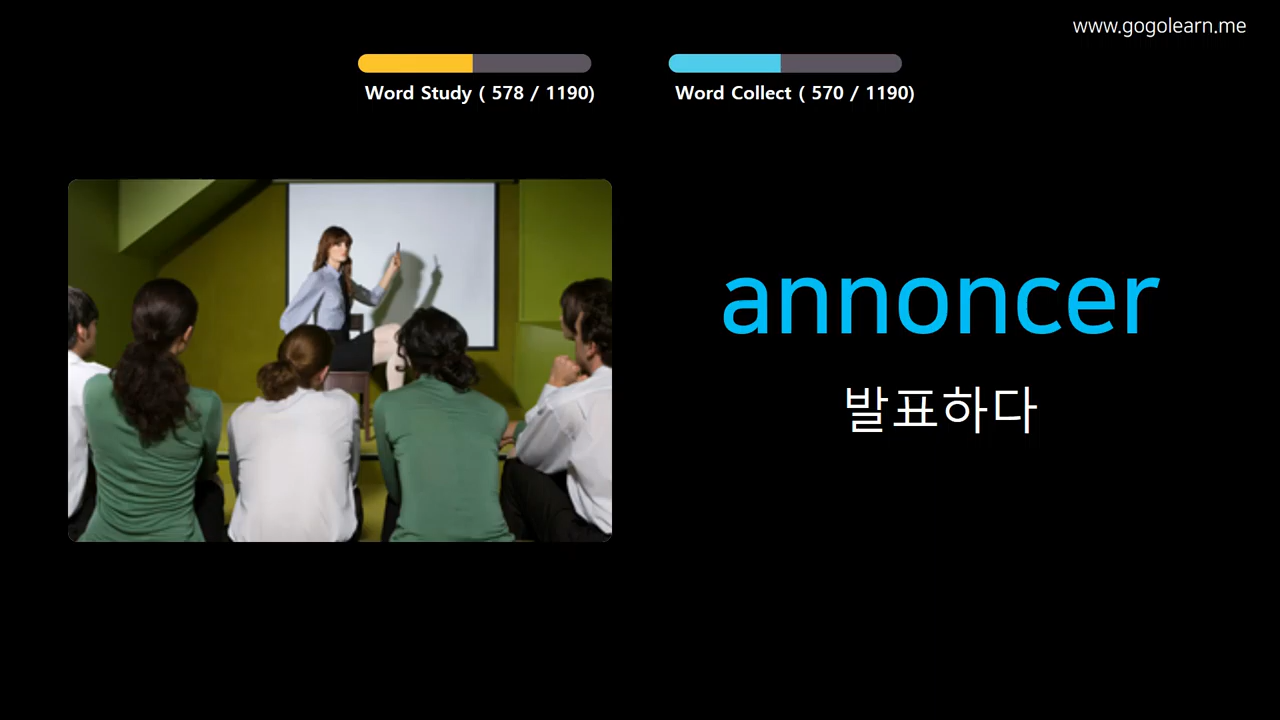 www.gogolearn.me
Word Study ( 578 / 1190)
Word Collect ( 570 / 1190)
annoncer
발표하다